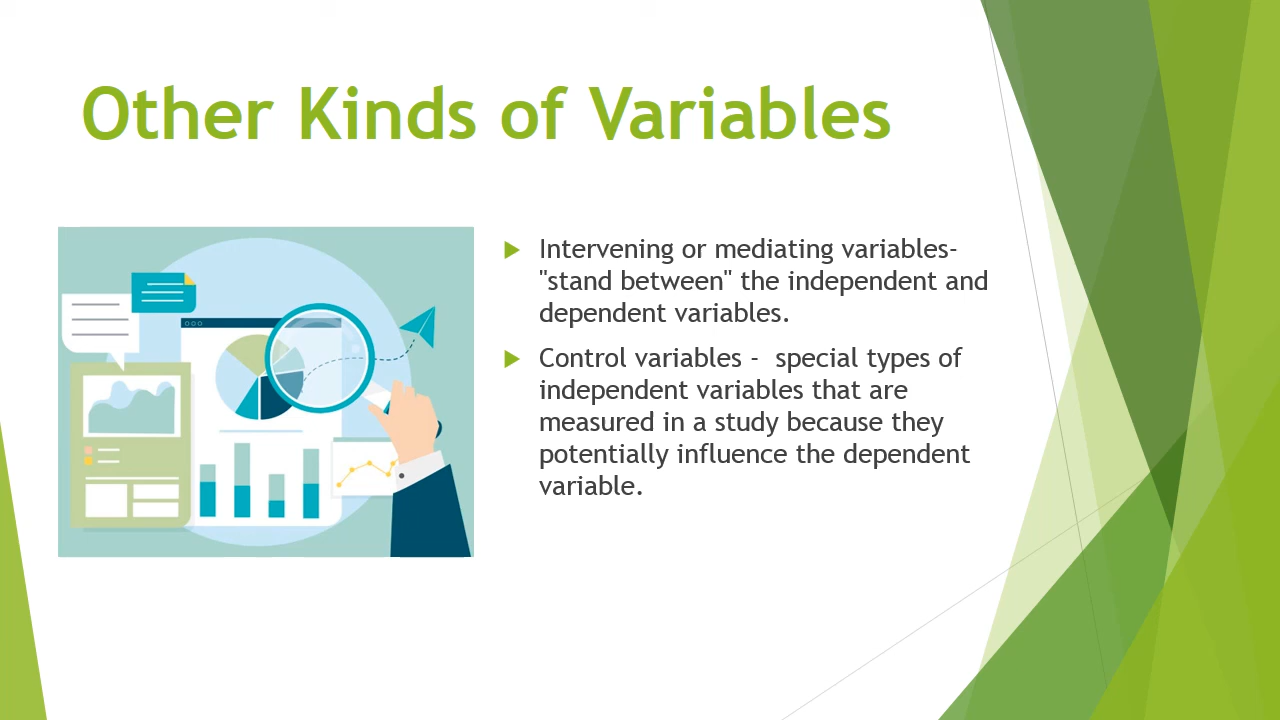 Other Kinds of Variables
Intervening or mediating variables-
"stand between" the independent and
dependent variables.
Control variables -  special types of
independent variables that are
measured in a study because they
potentially influence the dependent
variable.